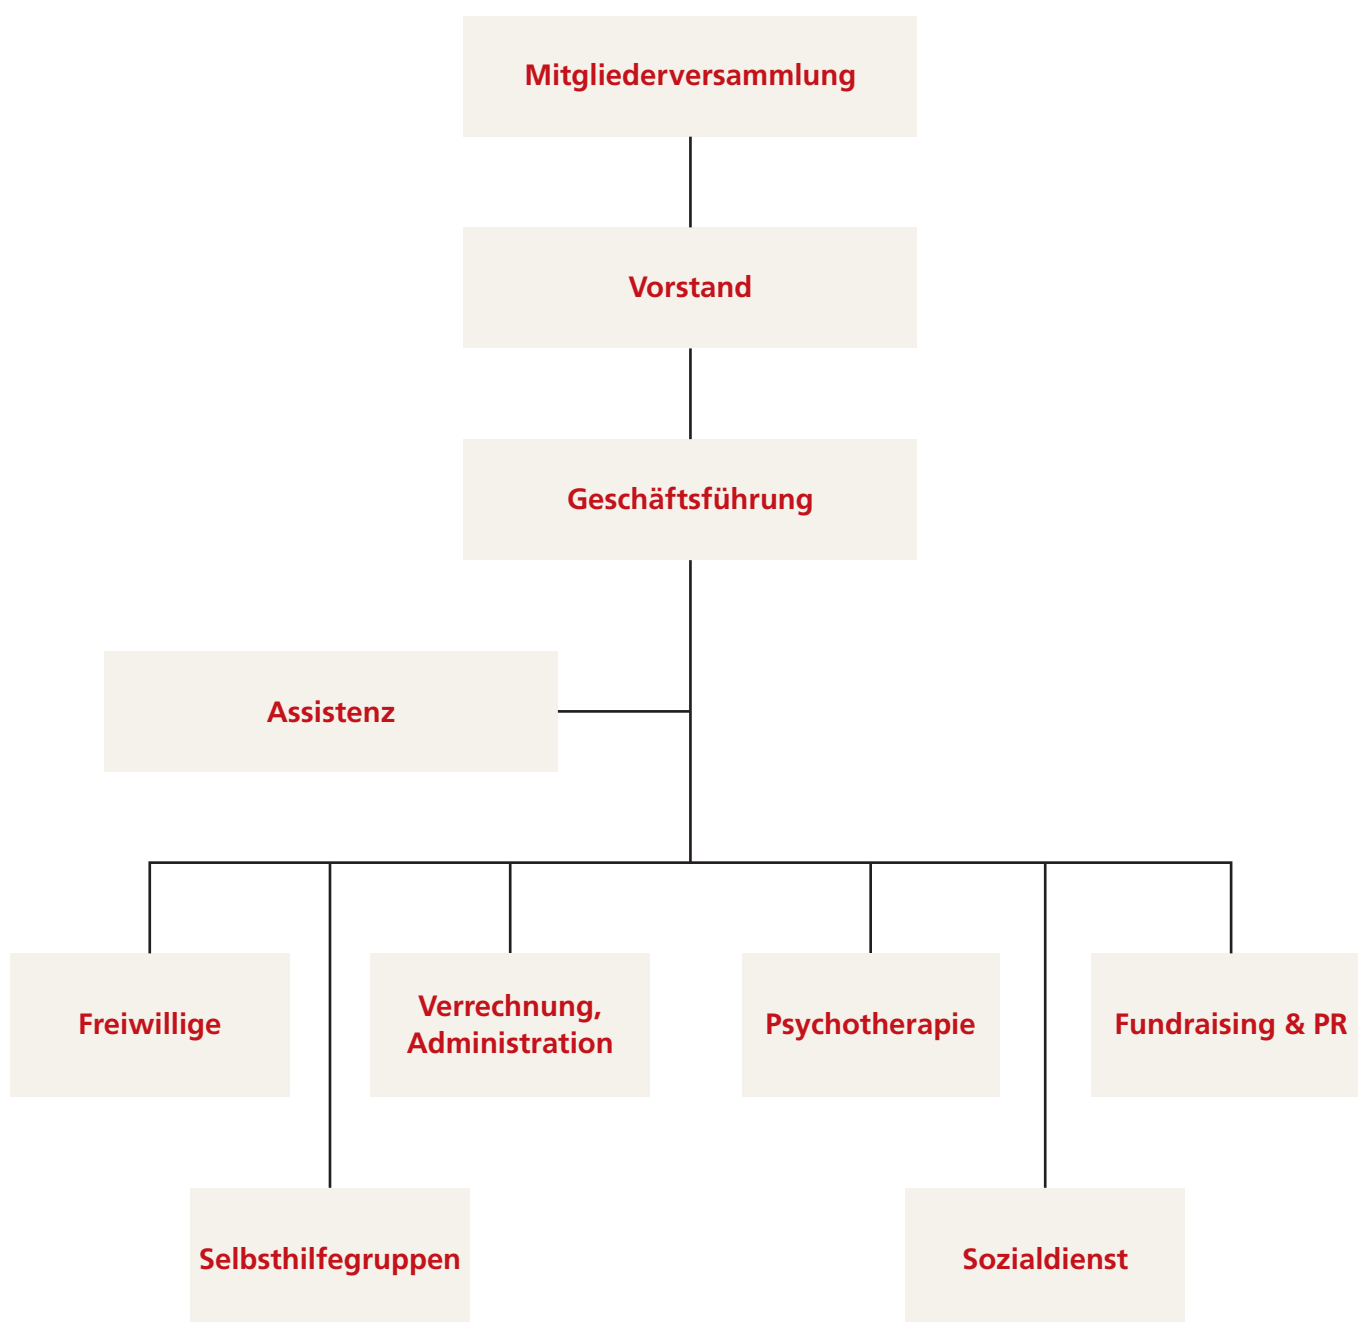 Mitgliederversammlung
Vorstand
Geschäftsführung
Assistenz
Freiwillige
Verrechnung,
Administration
Psychotherapie
Fundraising & PR
Selbsthilfegruppen
Sozialdienst